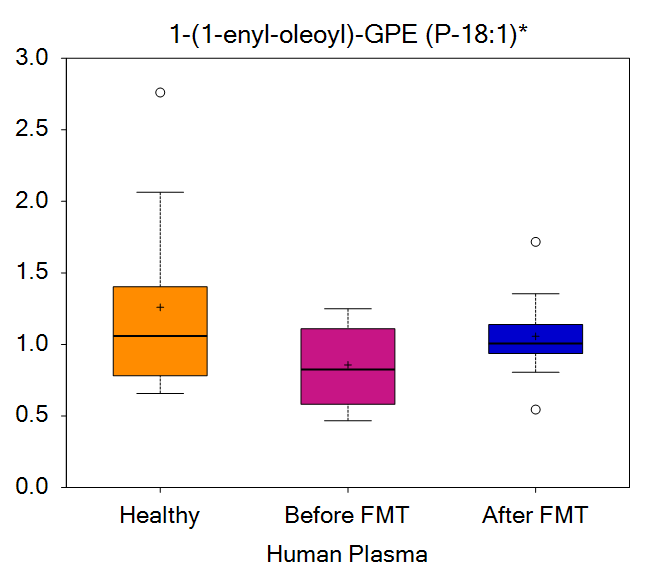 1-(1-enyl-oleoyl)-GPE (P-18:1)*
3.0
2.5
2.0
1.5
1.0
0.5
0.0
Healthy Before FMT After FMT
Human Plasma